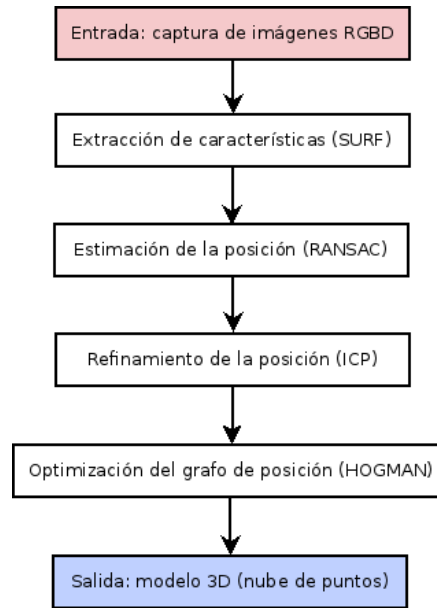 Entrada: captura de imágenes RGBD
Extracción de características (SURF)
Estimación de la posición (RANSAC)
Refinamiento de la posición (ICP)
Optimización del grafo de posición (HOGMAN)
Salida: modelo 3D (nube de puntos)